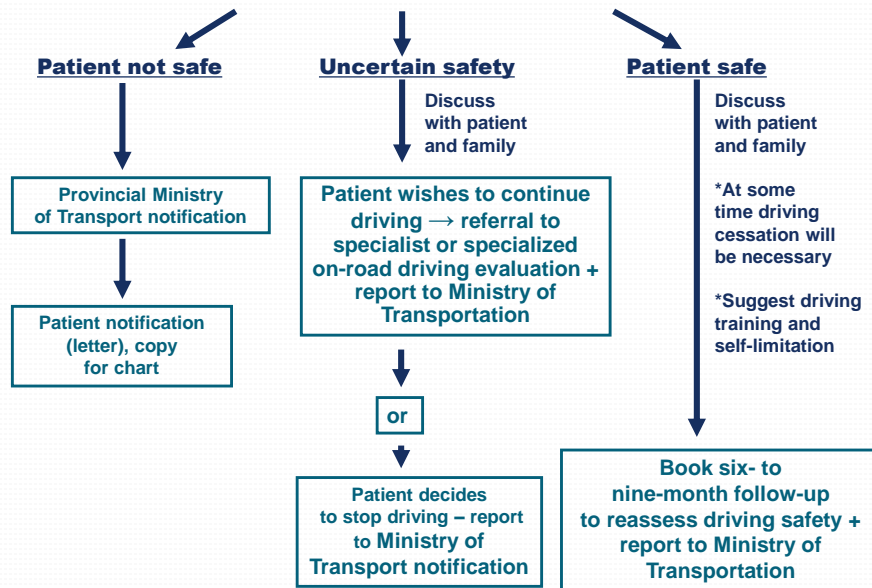 Patient not safe
Provincial Ministry
of Transport notification
Patient notification
(letter), copy
for chart
Uncertain safety
Discuss
with patient
and family
Patient wishes to continue
driving → referral to
specialist or specialized
on-road driving evaluation +
report to Ministry of
Transportation
or
Patient decides
to stop driving – report
to Ministry of
Transport notification
Patient safe
Discuss
with patient
and family
*At some
time driving
cessation will
be necessary
*Suggest driving
training and
self-limitation
Book six- to
nine-month follow-up
to reassess driving safety +
report to Ministry of
Transportation